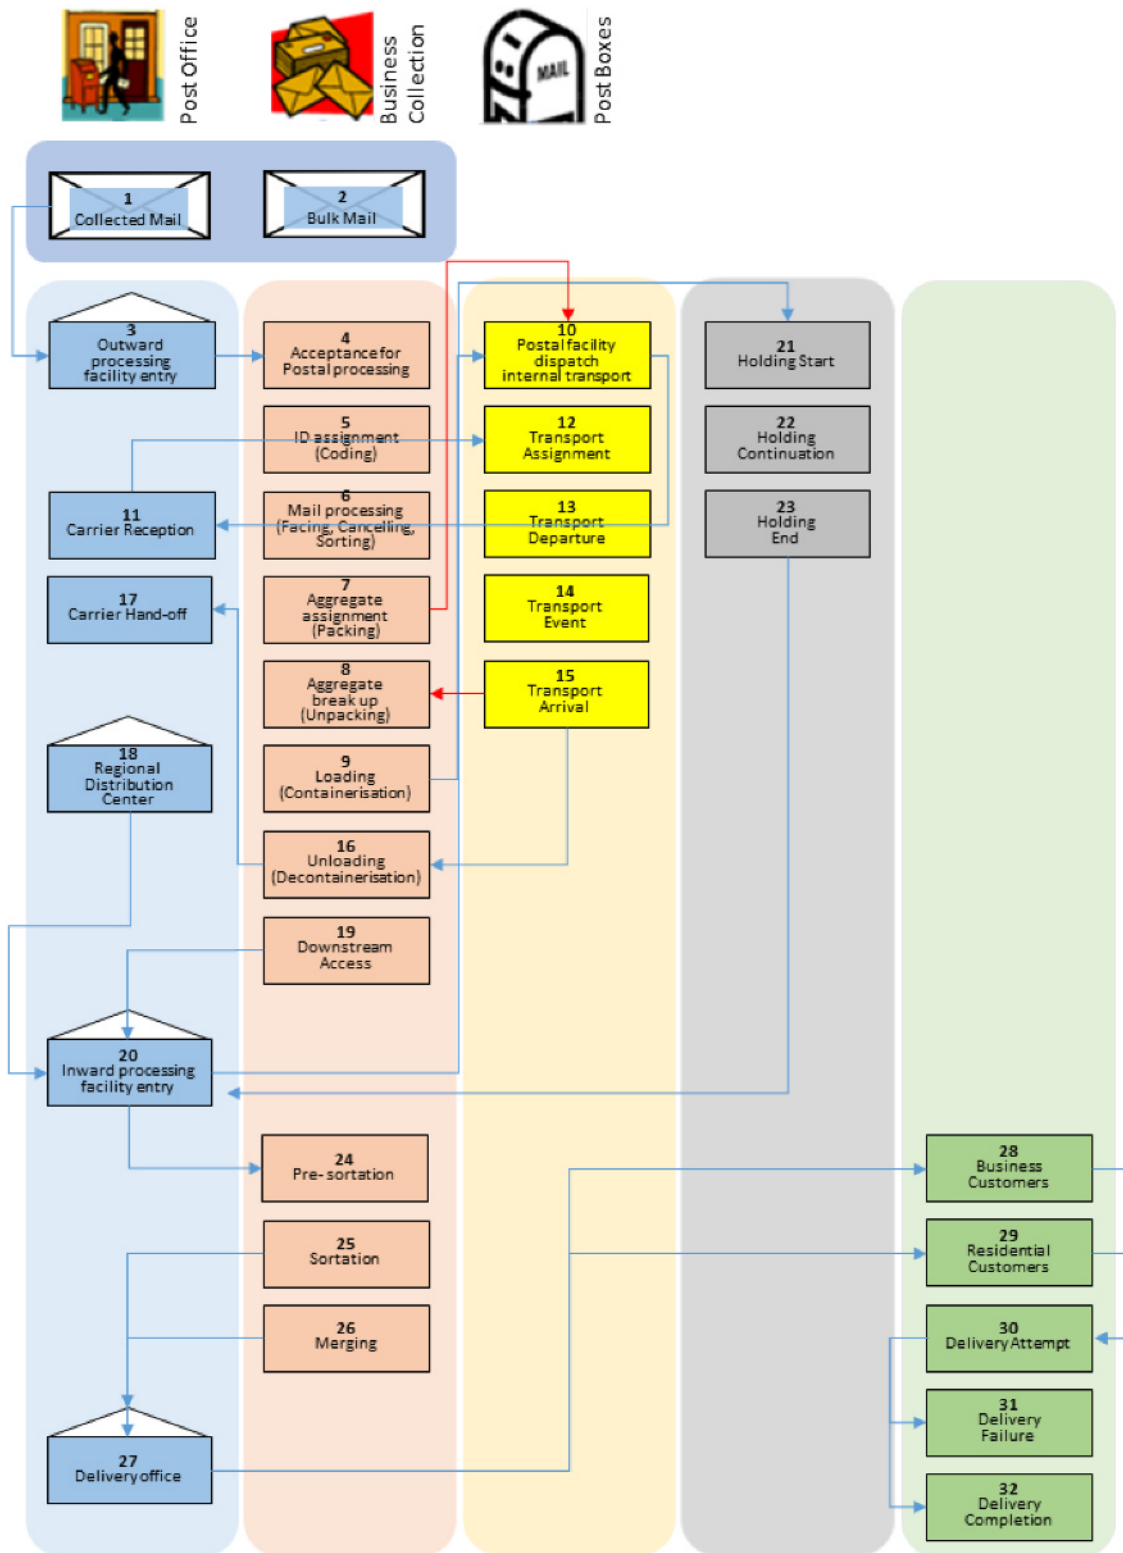 Post Office
Business
Collection
MAIL
Post Boxes
1
Collected Mail
2
Bulk Mail
3
Outward
processing
facility entry
4
Acceptance for
Postal processing
10
Postal facility
dispatch
internal transport
21
Holding Start
5
ID assignment
(Coding)
12
Transport
Assignment
22
Holding
Continuation
11
Carrier Reception
6
Mail processing
(Facing, Cancelling,
Sorting)
13
Transport
Departure
23
Holding
End
17
Carrier Hand-off
7
Aggregate
assignment
(Packing)
14
Transport
Event
8
Aggregate
break up
(Unpacking)
15
Transport
Arrival
18
Regional
Distribution
Center
9
Loading
(Containerisation)
16
Unloading
(Decontainerisation)
19
Downstream
Access
20
Inward processing
facility entry
24
Pre- sortation
28
Business
Customers
25
Sortation
29
Residential
Customers
26
Merging
30
Delivery Attempt
31
Delivery
Failure
27
Delivery office
32
Delivery
Completion